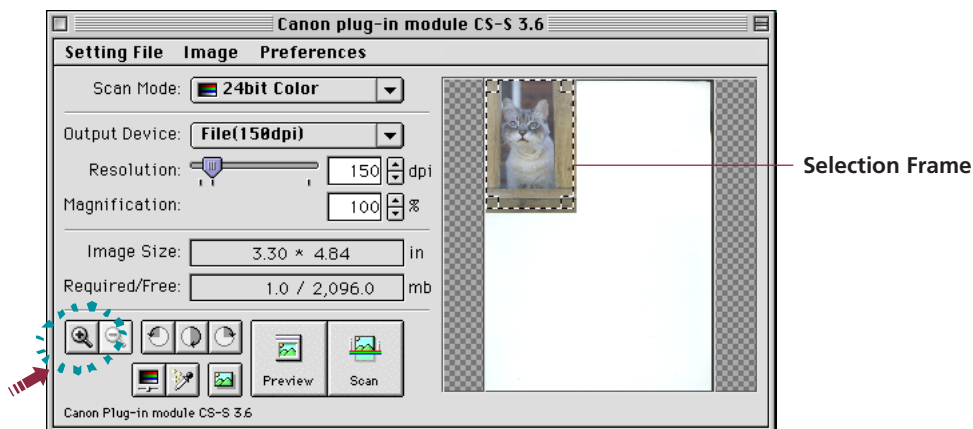 Canon plug-in module CS-S 3.6
Setting File Image Preferences
Scan Mode: 24bit Color
Output Device: File(150dpi)
Resolution: 150 dpi
Magnification: 100 %
Image Size: 3.30 * 4.84 in
Required/Free: 1.0 / 2,096.0 mb
Preview Scan
Canon Plug-in module CS-S 3.6
Selection Frame